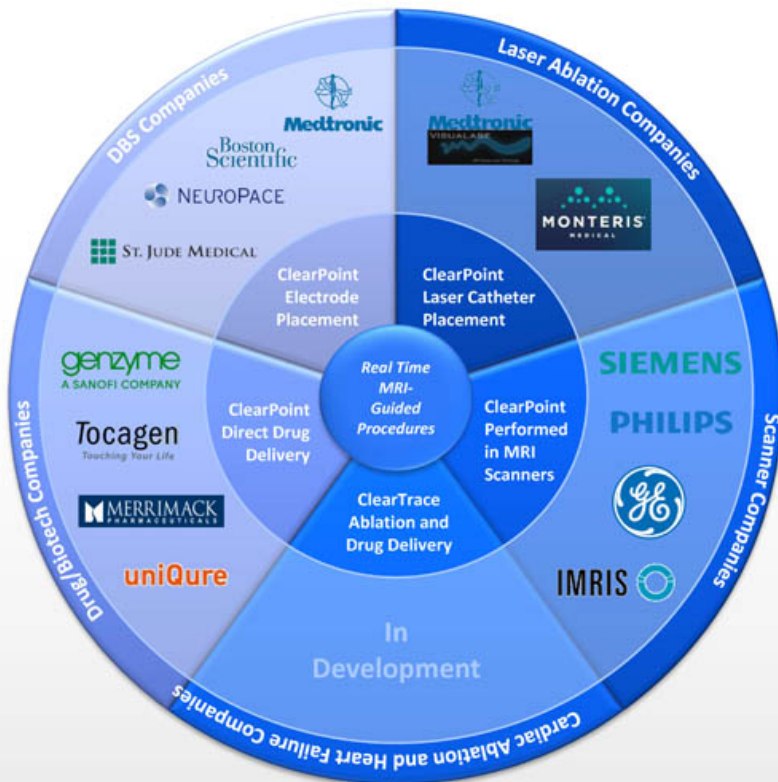 DBS Companies
Medtronic
Boston
Scientific
NEUROPACE
ST. JUDE MEDICAL
ClearPoint
Electrode
Placement
Laser Ablation Companies
Medtronic
VISUALASE
MONTERIS
MEDICAL
ClearPoint
Laser Catheter
Placement
Real Time
MRI-
Guided
Procedures
Drug/Biotech Companies
genzyme
A SANOFI COMPANY
Tocagen
Touching Your Life
MERRIMACK
PHARMACEUTICALS
uniQure
ClearPoint
Direct Drug
Delivery
Scanner Companies
SIEMENS
PHILIPS
GE
IMRIS
ClearPoint
Performed
in MRI
Scanners
ClearTrace
Ablation and
Drug Delivery
In
Development
Cardiac Ablation and Heart Failure Companies